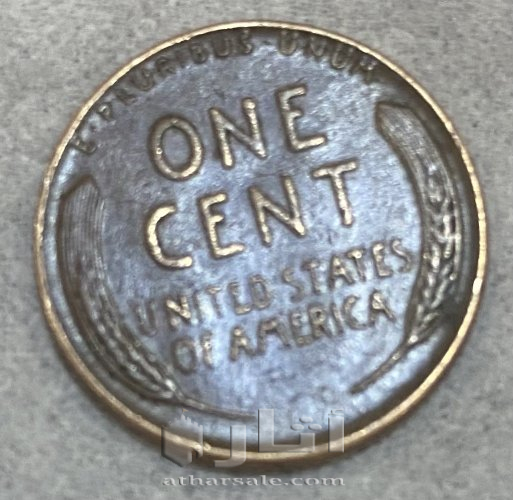 E·PLURIBUS·UNUM
ONE
CENT
UNITED·STATES
OF AMERICA
آثار
atharsale.com